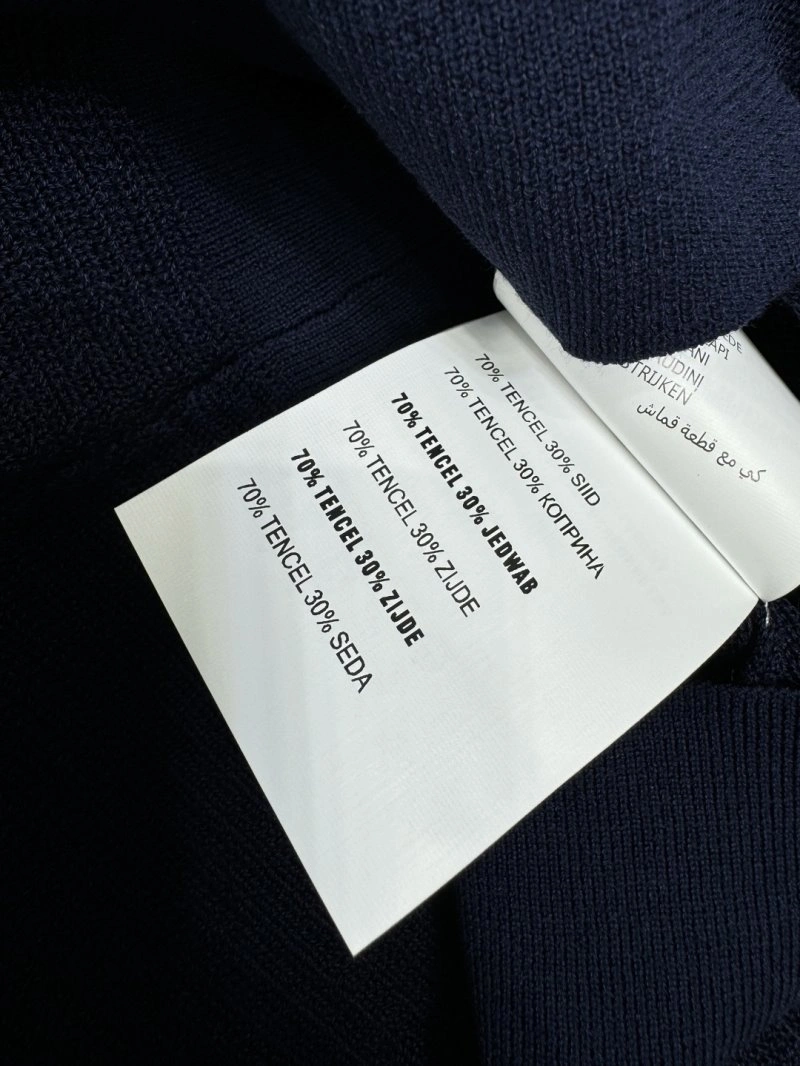 70% TENCEL 30% SIID
70% TENCEL 30% КОПРИНА
70% TENCEL 30% JEDWAB
70% TENCEL 30% ZIJDE
70% TENCEL 30% ZIJDE
70% TENCEL 30% SEDA
STRIJKEN
كي مع قطعة قماش